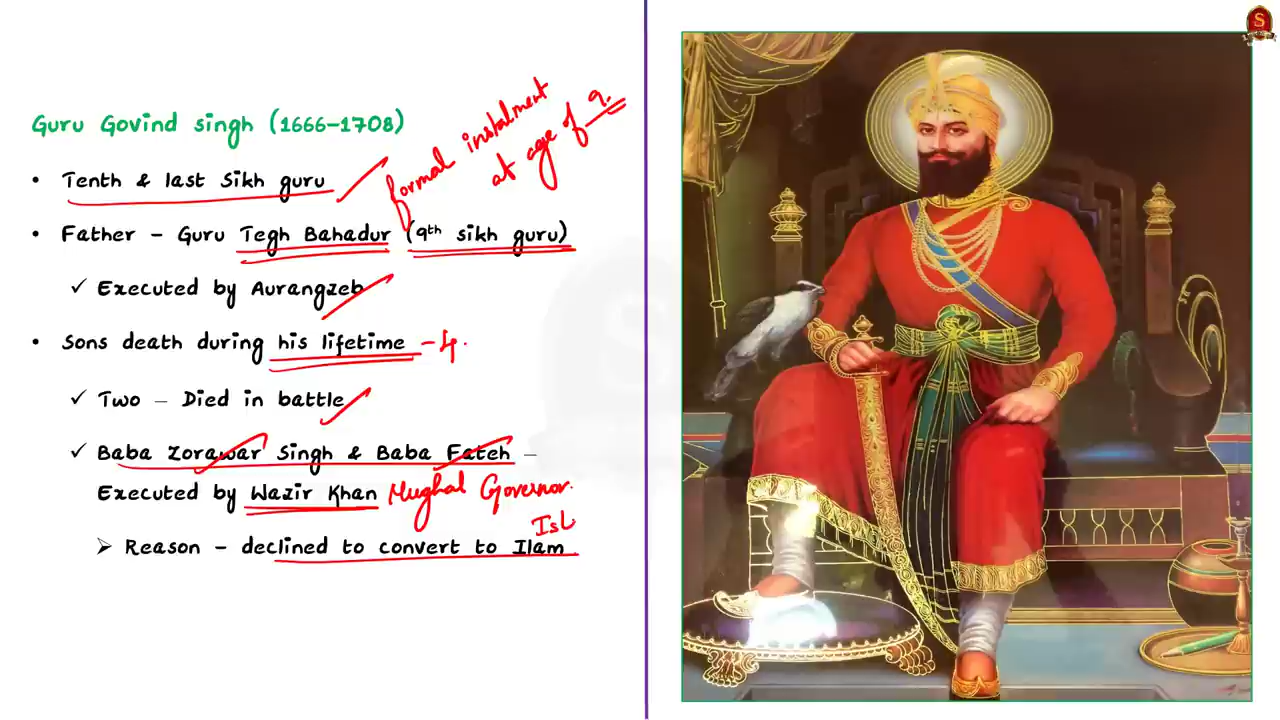 Guru Govind singh (1666-1708)
formal instalment
at age of 9.
• Tenth & last Sikh guru
• Father - Guru Tegh Bahadur (9th sikh guru)
✓ Executed by Aurangzeb
• Sons death during his lifetime - 4.
✓ Two - Died in battle
✓ Baba Zorawar Singh & Baba Fateh -
Executed by Wazir Khan Mughal Governor.
Isl
➢ Reason - declined to convert to Ilam
S